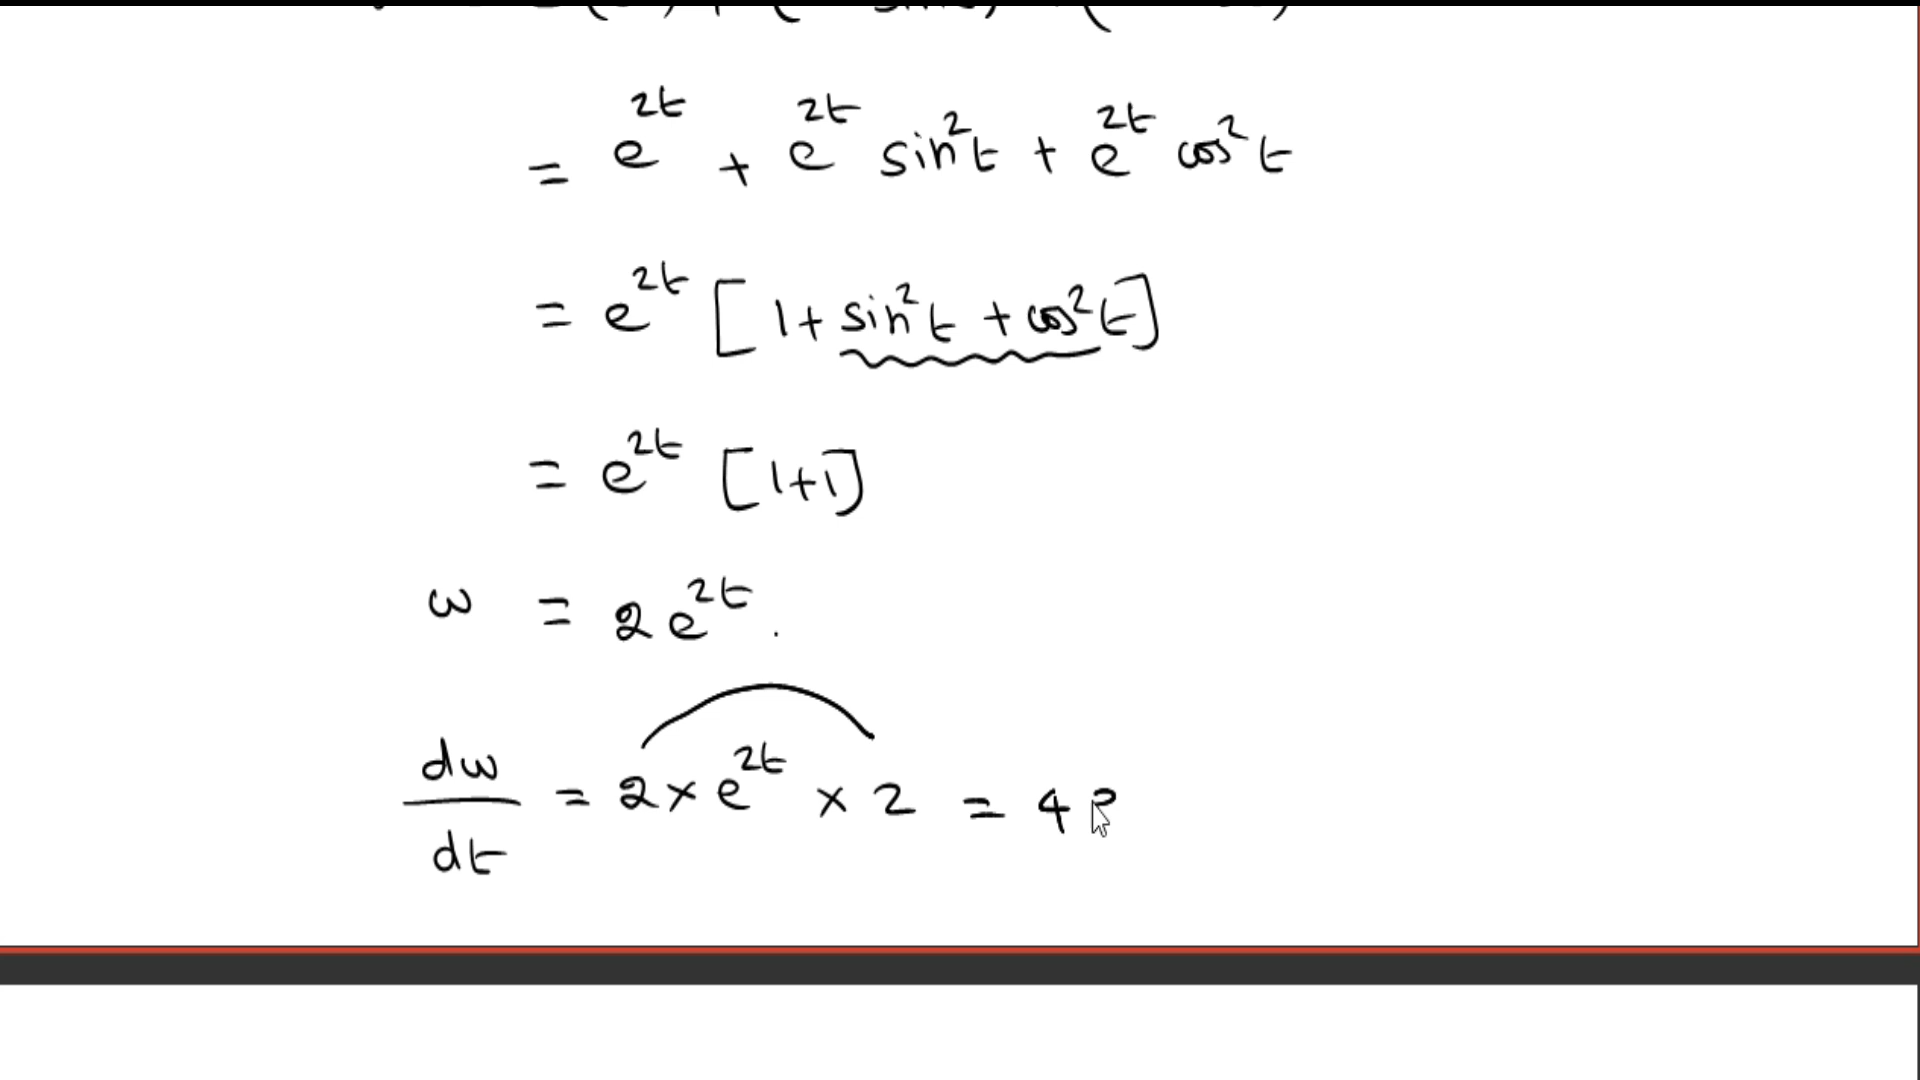 = e^{2t} + e^{2t} sin²t + e^{2t} cos²t
= e^{2t} [1 + sin²t + cos²t]
= e^{2t} [1+1]
ω = 2e^{2t}.
dω/dt = 2 × e^{2t} × 2 = 4